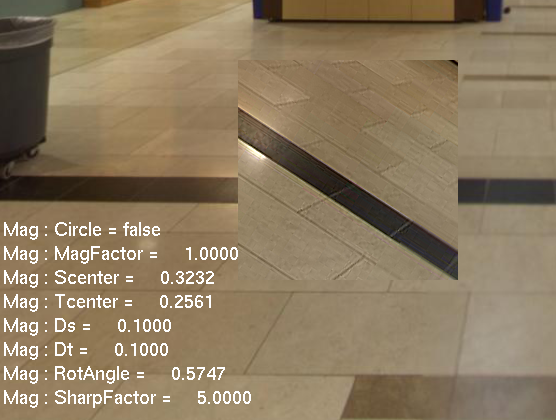 Mag : Circle = false
Mag : MagFactor = 1.0000
Mag : Scenter = 0.3232
Mag : Tcenter = 0.2561
Mag : Ds = 0.1000
Mag : Dt = 0.1000
Mag : RotAngle = 0.5747
Mag : SharpFactor = 5.0000